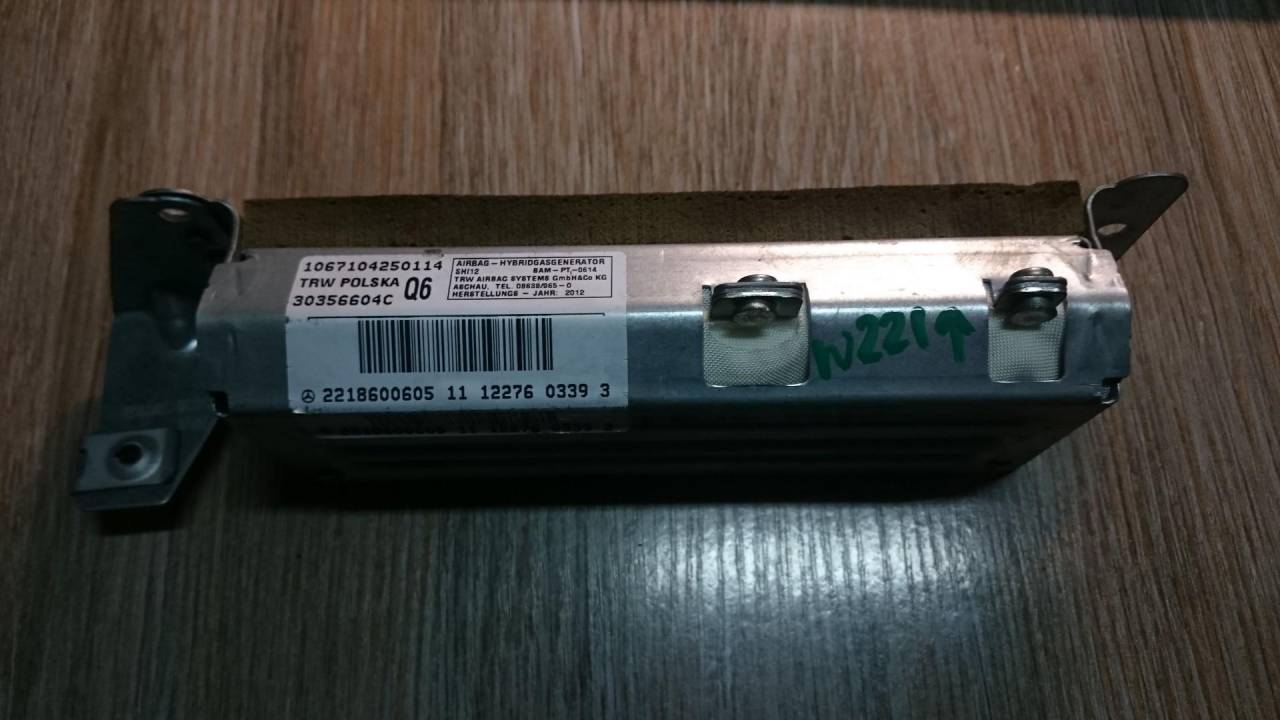 1067104250114
TRW POLSKA Q6
30356604C
AIRBAG-HYBRIDGASGENERATOR
SHI12 BAM-PT₁-0614
TRW AIRBAG SYSTEMS GmbH&Co KG
ASCHAU, TEL. 08638/965-0
HERSTELLUNGS-JAHR: 2012
2218600605 11 12276 0339 3
W221↑